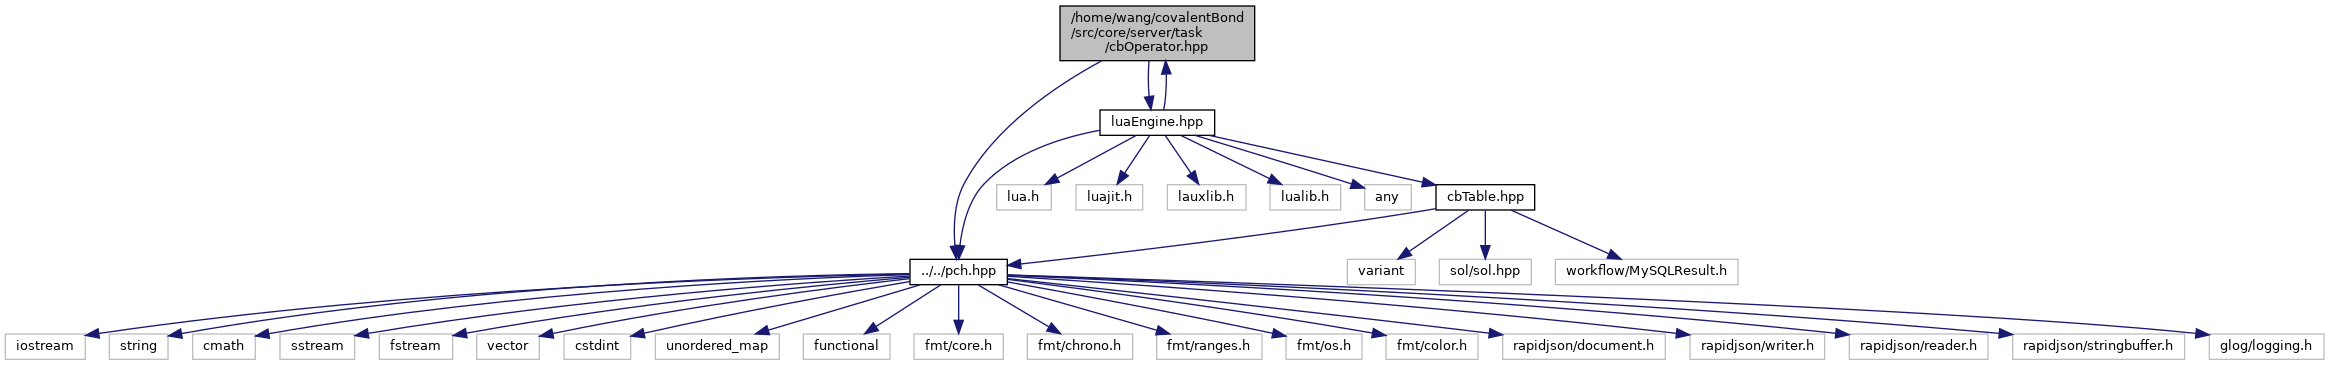 /home/wang/covalentBond
/src/core/server/task
/cbOperator.hpp
luaEngine.hpp
lua.h
luajit.h
lauxlib.h
lualib.h
any
cbTable.hpp
../../pch.hpp
variant
sol/sol.hpp
workflow/MySQLResult.h
iostream
string
cmath
sstream
fstream
vector
cstdint
unordered_map
functional
fmt/core.h
fmt/chrono.h
fmt/ranges.h
fmt/os.h
fmt/color.h
rapidjson/document.h
rapidjson/writer.h
rapidjson/reader.h
rapidjson/stringbuffer.h
glog/logging.h